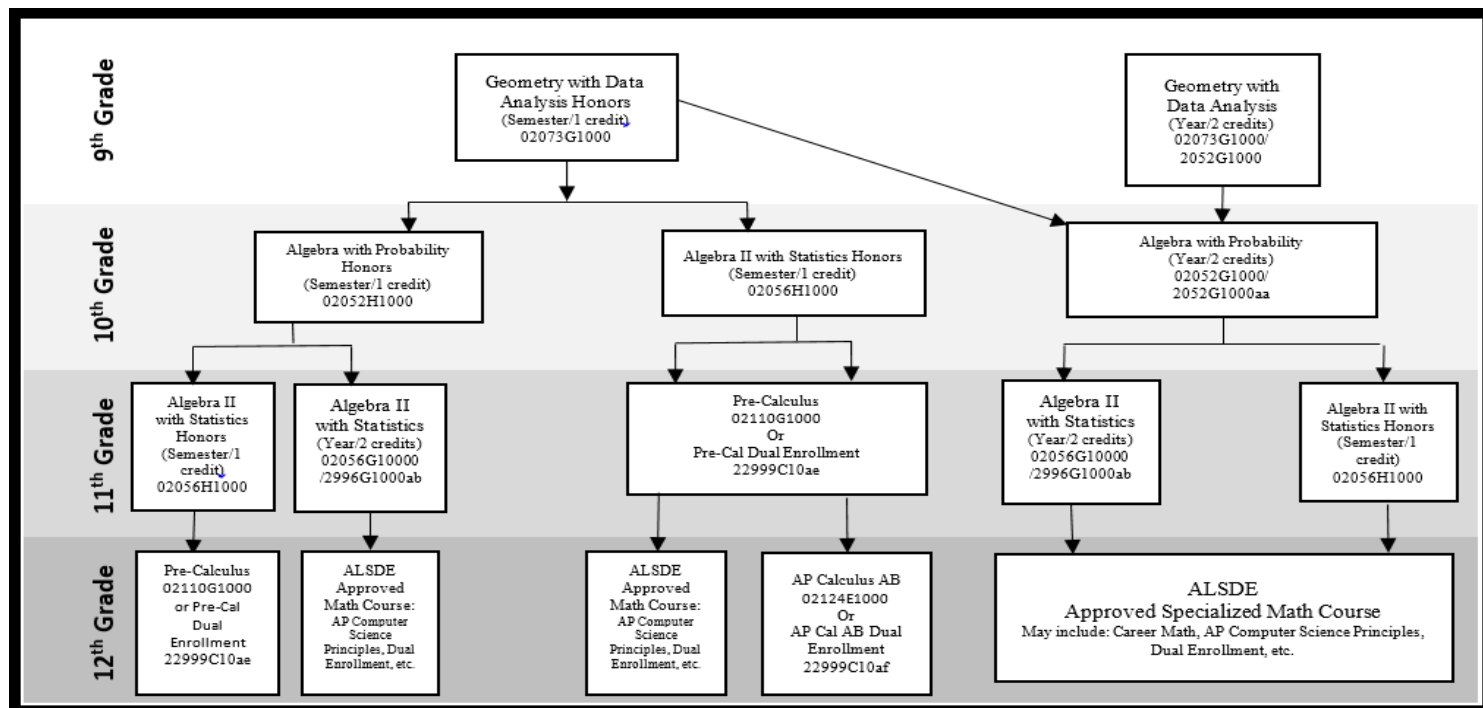 9th Grade
Geometry with Data
Analysis Honors
(Semester/1 credit)
02073G1000
Geometry with
Data Analysis
(Year/2 credits)
02073G1000/
2052G1000
10th Grade
Algebra with Probability
Honors
(Semester/1 credit)
02052H1000
Algebra II with Statistics Honors
(Semester/1 credit)
02056H1000
Algebra with Probability
(Year/2 credits)
02052G1000/
2052G1000aa
11th Grade
Algebra II
with Statistics
Honors
(Semester/1
credit)
02056H1000
Algebra II
with Statistics
(Year/2 credits)
02056G10000
/2996G1000ab
Pre-Calculus
02110G1000
Or
Pre-Cal Dual Enrollment
22999C10ae
Algebra II
with Statistics
(Year/2 credits)
02056G10000
/2996G1000ab
Algebra II with
Statistics Honors
(Semester/1
credit)
02056H1000
12th Grade
Pre-Calculus
02110G1000
or Pre-Cal
Dual
Enrollment
22999C10ae
ALSDE
Approved
Math Course:
AP Computer
Science
Principles, Dual
Enrollment, etc.
ALSDE
Approved
Math Course:
AP Computer
Science
Principles, Dual
Enrollment, etc.
AP Calculus AB
02124E1000
Or
AP Cal AB Dual
Enrollment
22999C10af
ALSDE
Approved Specialized Math Course
May include: Career Math, AP Computer Science Principles,
Dual Enrollment, etc.